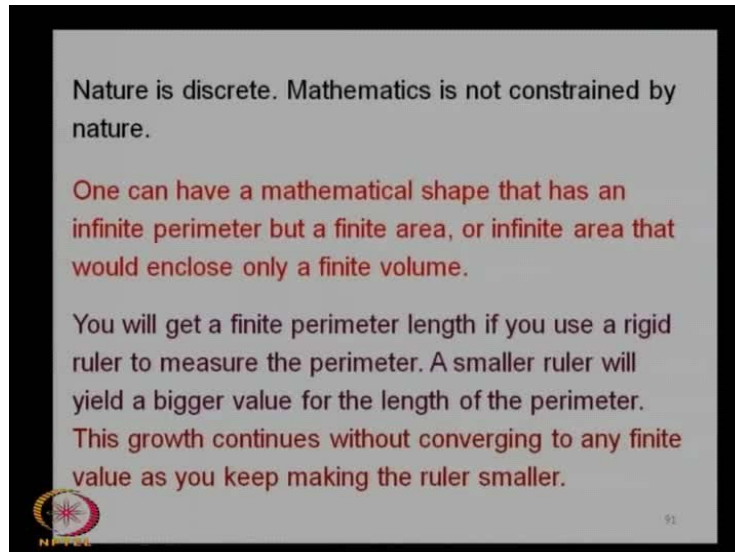 Nature is discrete. Mathematics is not constrained by
nature.
One can have a mathematical shape that has an
infinite perimeter but a finite area, or infinite area that
would enclose only a finite volume.
You will get a finite perimeter length if you use a rigid
ruler to measure the perimeter. A smaller ruler will
yield a bigger value for the length of the perimeter.
This growth continues without converging to any finite
value as you keep making the ruler smaller.
91
NPTEL